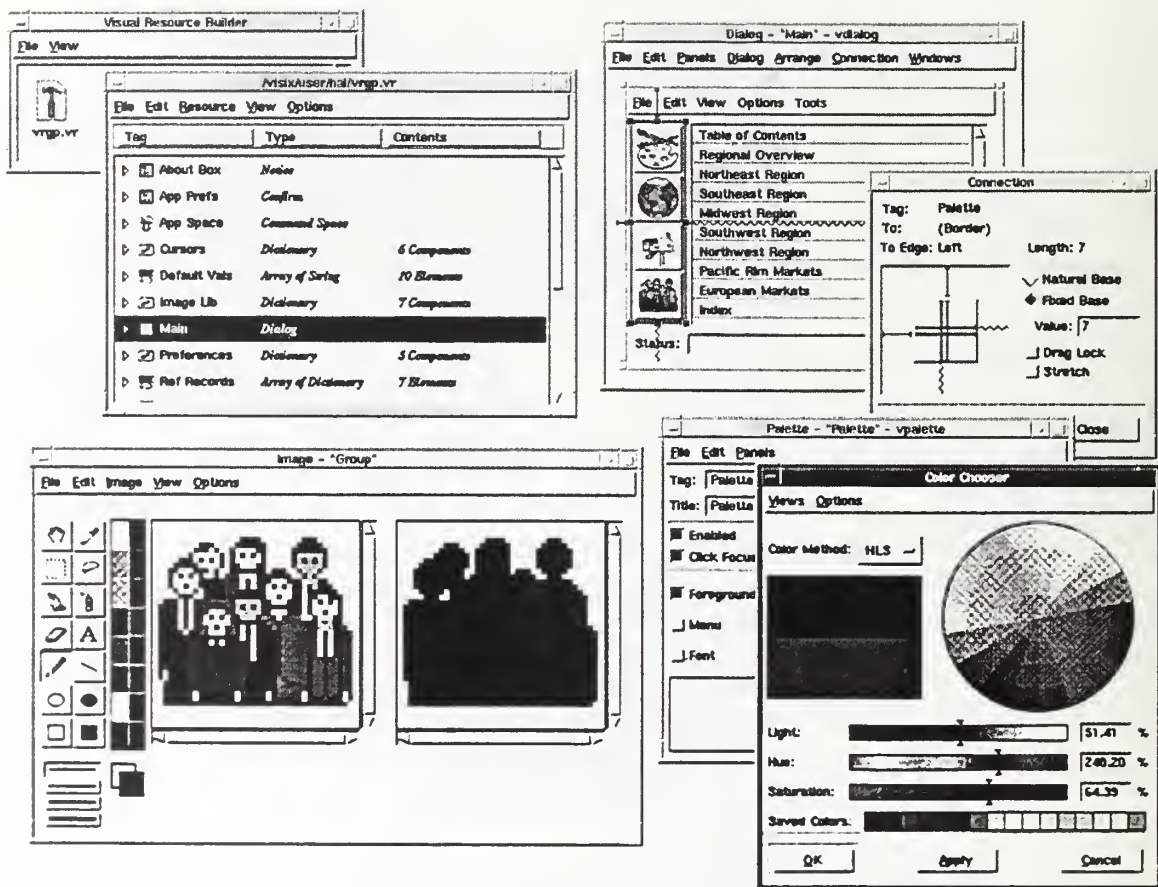 Visual Resource Builder
File View
vrgp.vr
/visix/user/hal/vrgp.vr
File Edit Resource View Options
Tag Type Contents
About Box Notice
App Prefs Confirm
App Space Command Space
Cursors Dictionary 6 Components
Default Vals Array of String 10 Elements
Image Lib Dictionary 7 Components
Main Dialog
Preferences Dictionary 5 Components
Ref Records Array of Dictionary 7 Elements
Dialog - "Main" - vdialog
File Edit Panels Dialog Arrange Connection Windows
File Edit View Options Tools
Table of Contents
Regional Overview
Northeast Region
Southeast Region
Midwest Region
Southwest Region
Northwest Region
Pacific Rim Markets
European Markets
Index
Status:
Connection
Tag: Palette
To: (Border)
To Edge: Left Length: 7
Natural Base
Fixed Base
Value: 7
Drag Lock
Stretch
Close
Image - "Group"
File Edit Image View Options
A
Palette - "Palette" - vpalette
File Edit Panels
Tag: Palette
Title: Palette
Enabled
Click Focus
Foreground
Menu
Font
Color Chooser
Views Options
Color Method: HLS
Light: 51.41 %
Hue: 240.20 %
Saturation: 64.39 %
Saved Colors:
OK Apply Cancel